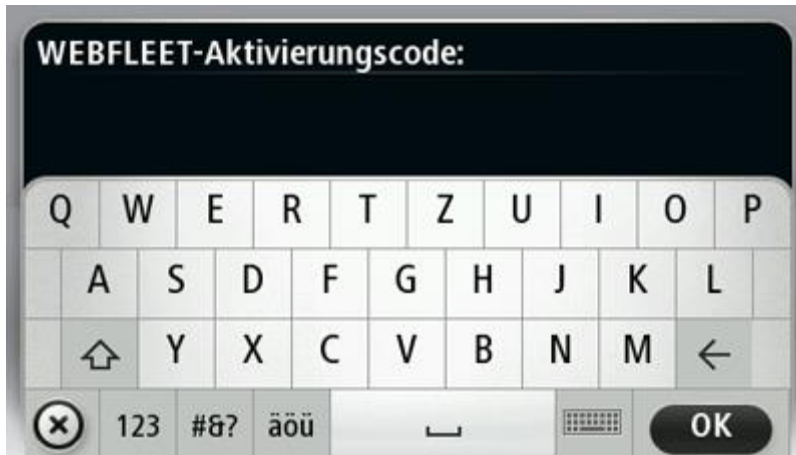 WEBFLEET-Aktivierungscode:
Q W E R T Z U I O P
A S D F G H J K L
Y X C V B N M
123 #&? äöü OK